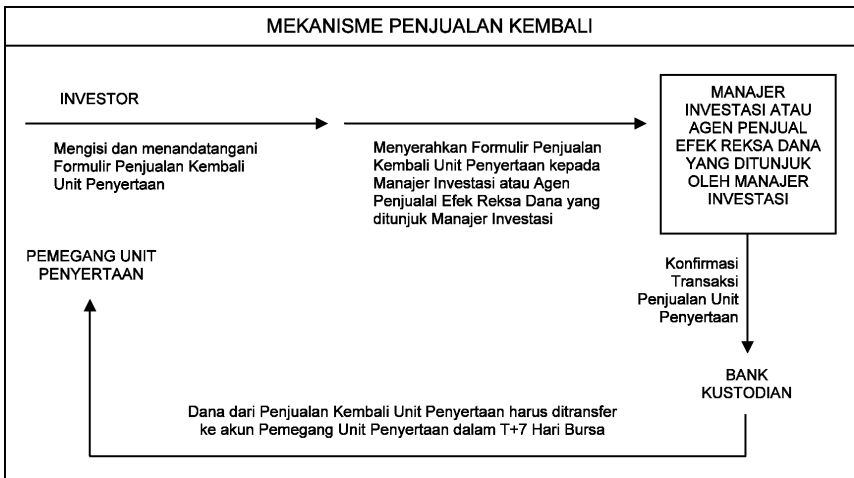 MEKANISME PENJUALAN KEMBALI
INVESTOR
Mengisi dan menandatangani
Formulir Penjualan Kembali
Unit Penyertaan
Menyerahkan Formulir Penjualan
Kembali Unit Penyertaan kepada
Manajer Investasi atau Agen
Penjualal Efek Reksa Dana yang
ditunjuk Manajer Investasi
MANAJER
INVESTASI ATAU
AGEN PENJUAL
EFEK REKSA DANA
YANG DITUNJUK
OLEH MANAJER
INVESTASI
PEMEGANG UNIT
PENYERTAAN
Konfirmasi
Transaksi
Penjualan Unit
Penyertaan
BANK
KUSTODIAN
Dana dari Penjualan Kembali Unit Penyertaan harus ditransfer
ke akun Pemegang Unit Penyertaan dalam T+7 Hari Bursa